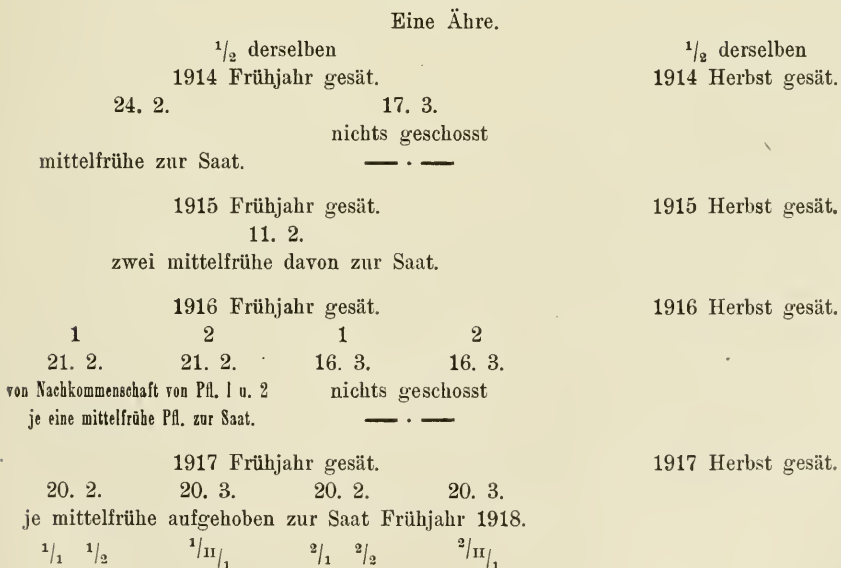 Eine Ähre.
1/2 derselben 1/2 derselben
1914 Frühjahr gesät. 1914 Herbst gesät.
24. 2. 17. 3.
nichts geschosst
mittelfrühe zur Saat. — · —
1915 Frühjahr gesät. 1915 Herbst gesät.
11. 2.
zwei mittelfrühe davon zur Saat.
1916 Frühjahr gesät. 1916 Herbst gesät.
1 2 1 2
21. 2. 21. 2. 16. 3. 16. 3.
von Nachkommenschaft von Pfl. 1 u. 2 nichts geschosst
je eine mittelfrühe Pfl. zur Saat. — · —
1917 Frühjahr gesät. 1917 Herbst gesät.
20. 2. 20. 3. 20. 2. 20. 3.
je mittelfrühe aufgehoben zur Saat Frühjahr 1918.
1/1 1/2 1/II/1 2/1 2/2 2/II/1